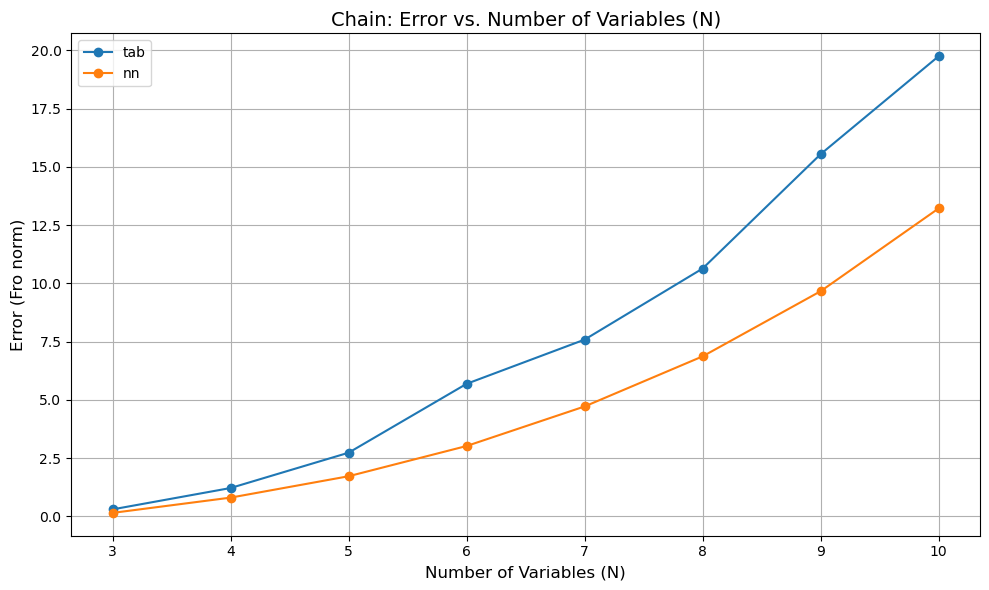 Chain: Error vs. Number of Variables (N)
tab
nn
Error (Fro norm)
20.0
17.5
15.0
12.5
10.0
7.5
5.0
2.5
0.0
3 4 5 6 7 8 9 10
Number of Variables (N)